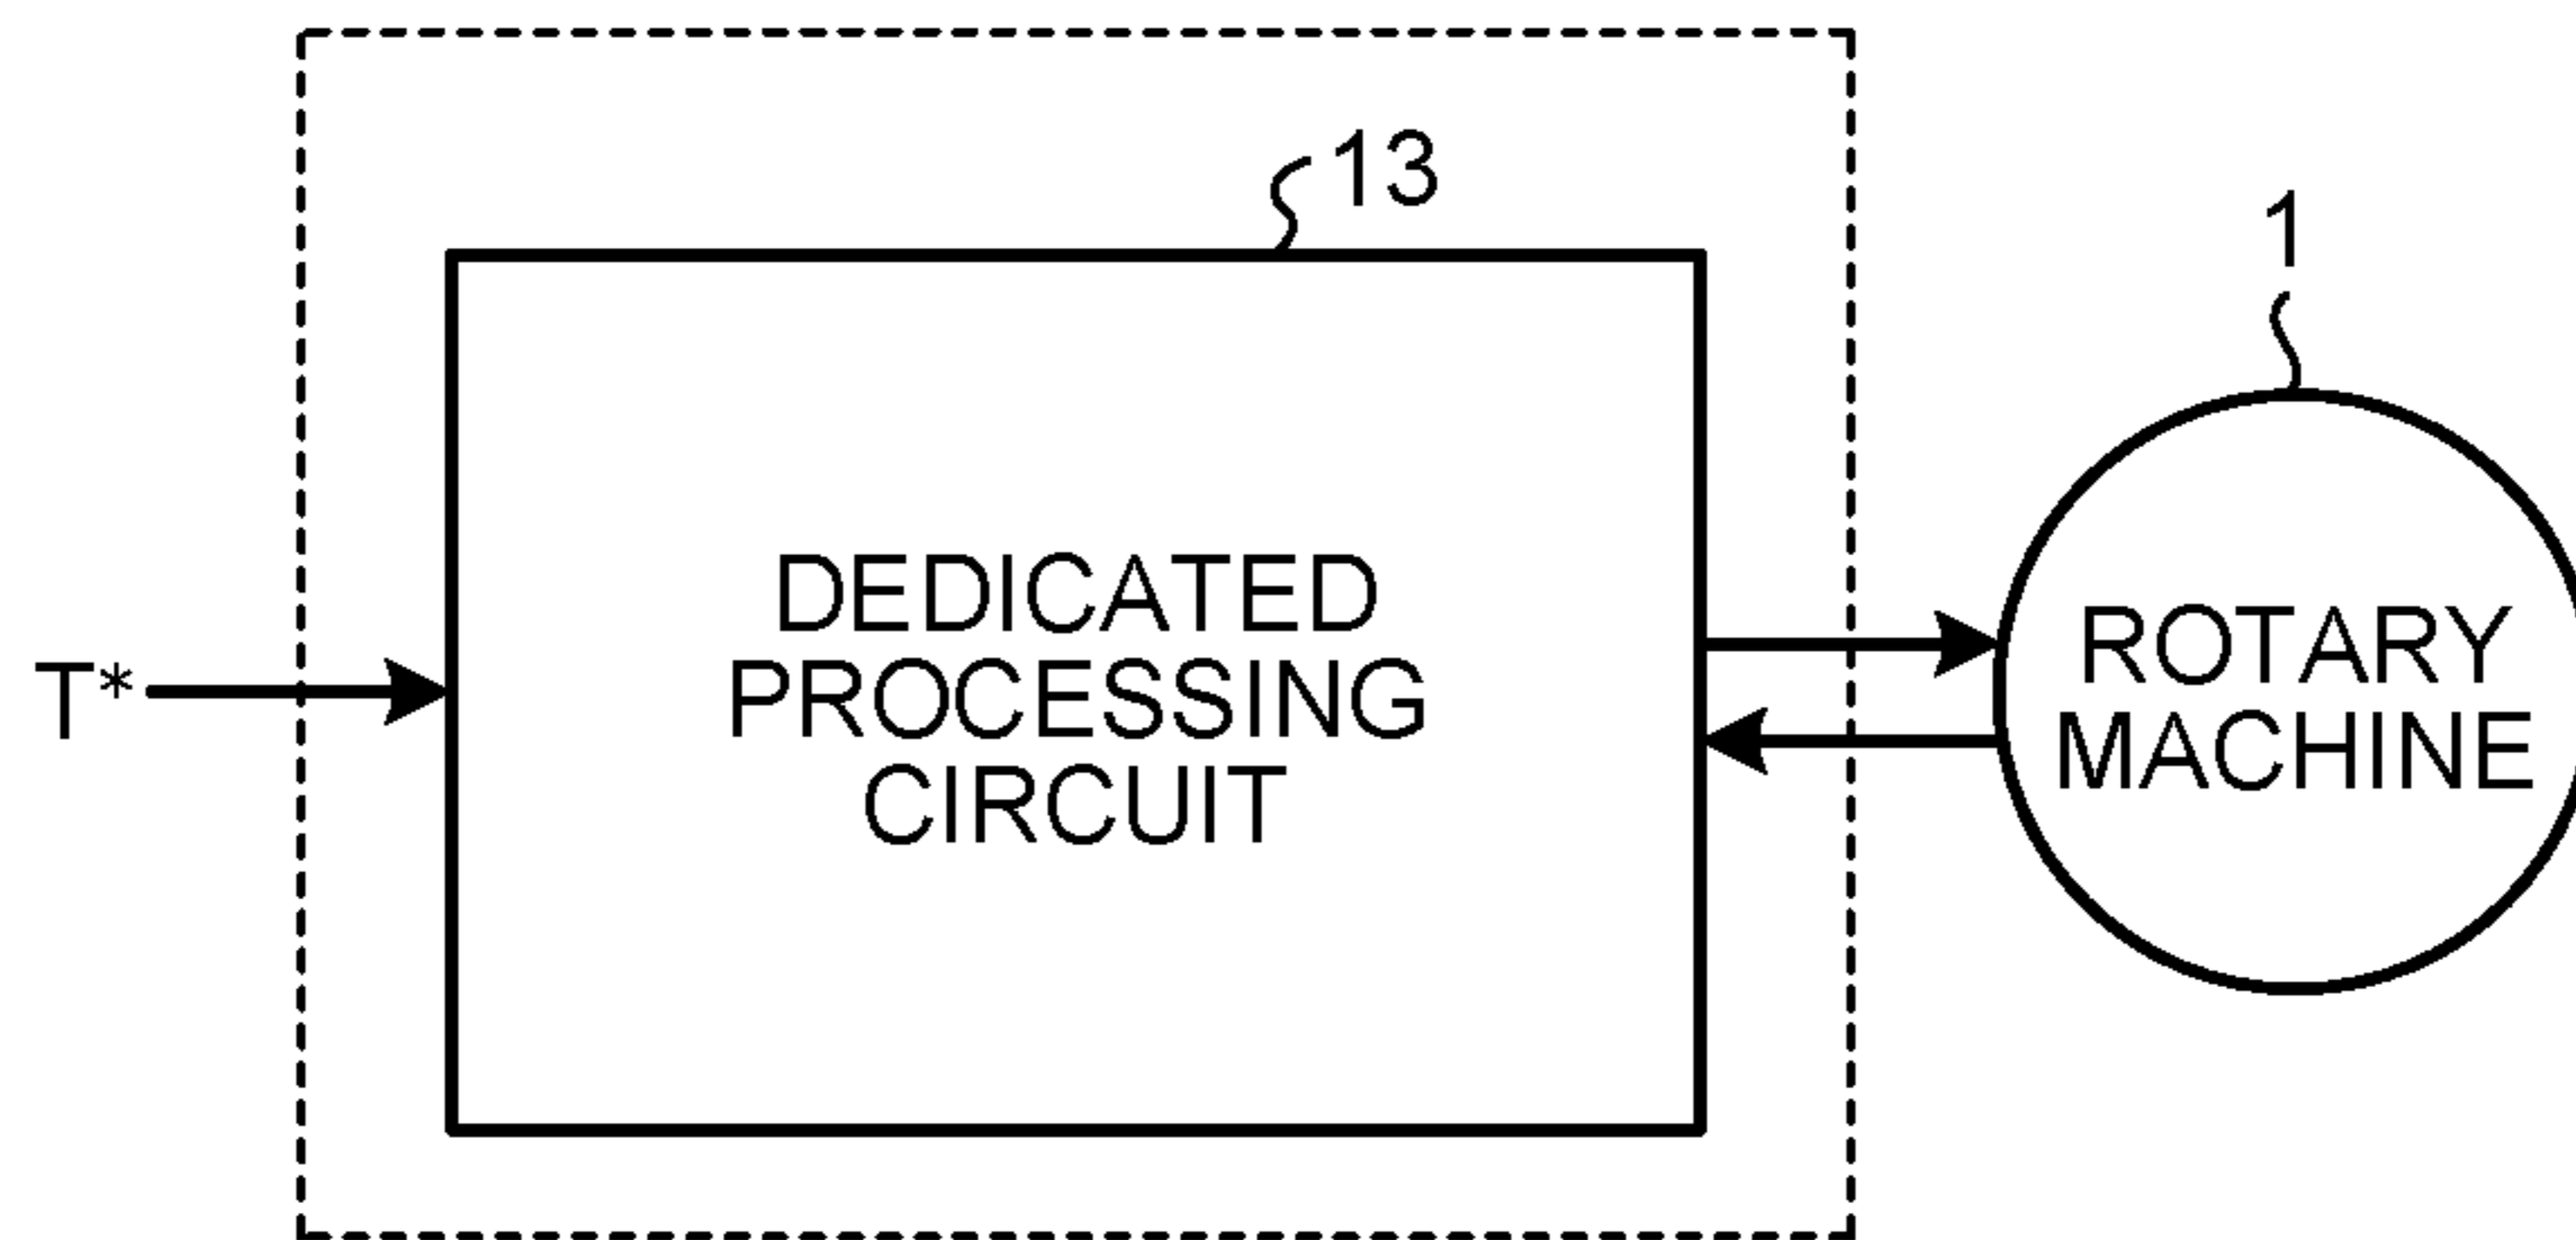 13
1
T*
DEDICATED
PROCESSING
CIRCUIT
ROTARY
MACHINE